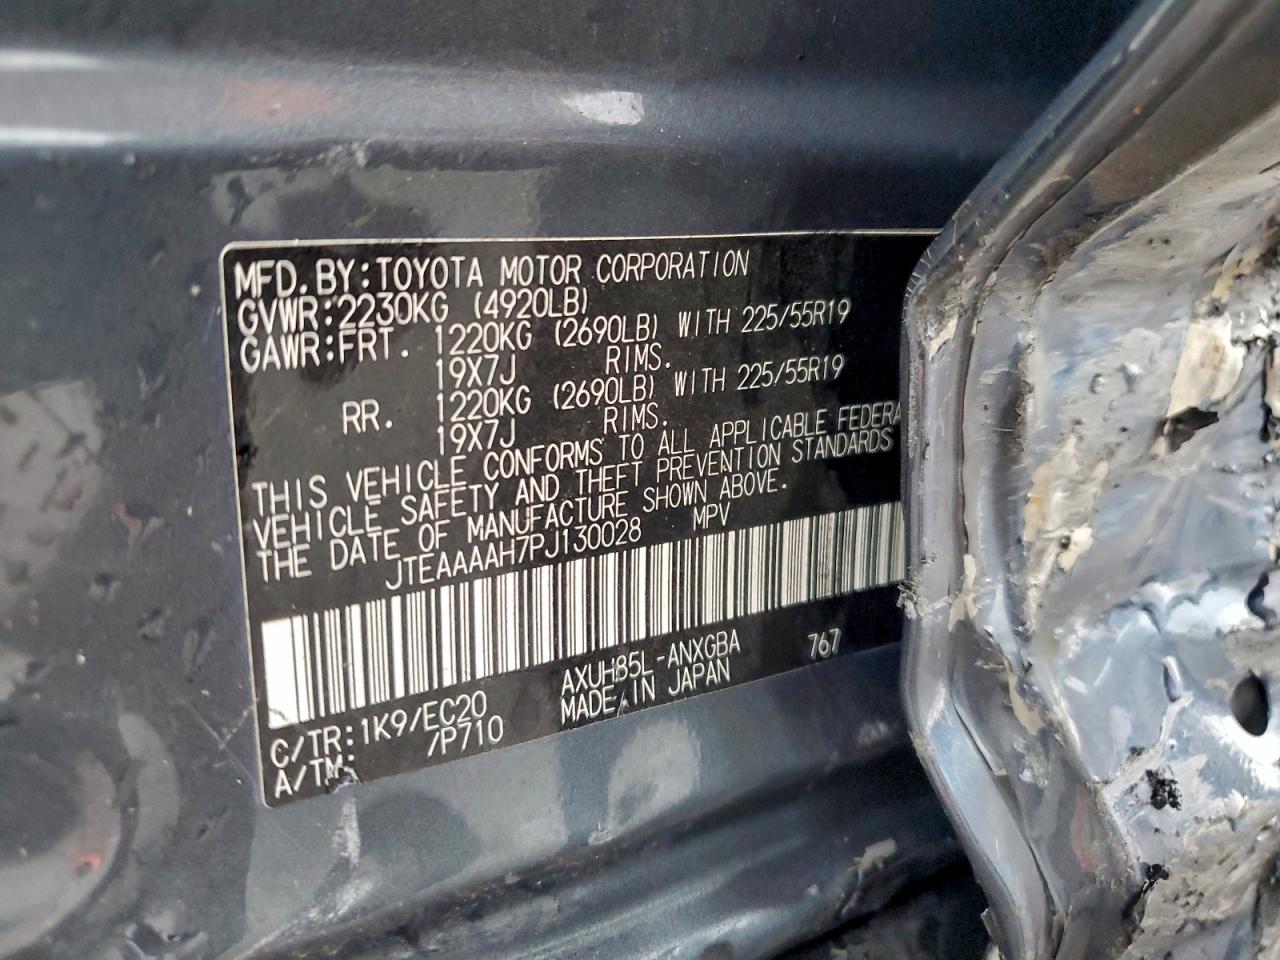 MFD. BY: TOYOTA MOTOR CORPORATION
GVWR: 2230KG (4920LB)
GAWR: FRT. 1220KG (2690LB) WITH 225/55R19
19X7J RIMS.
RR. 1220KG (2690LB) WITH 225/55R19
19X7J RIMS.
THIS VEHICLE CONFORMS TO ALL APPLICABLE FEDERA
VEHICLE SAFETY AND THEFT PREVENTION STANDARDS
THE DATE OF MANUFACTURE SHOWN ABOVE.
JTEAAAAH7PJ130028 MPV
C/TR: 1K9/EC20 AXUH85L-ANXGBA 767
A/TM: /P710 MADE IN JAPAN